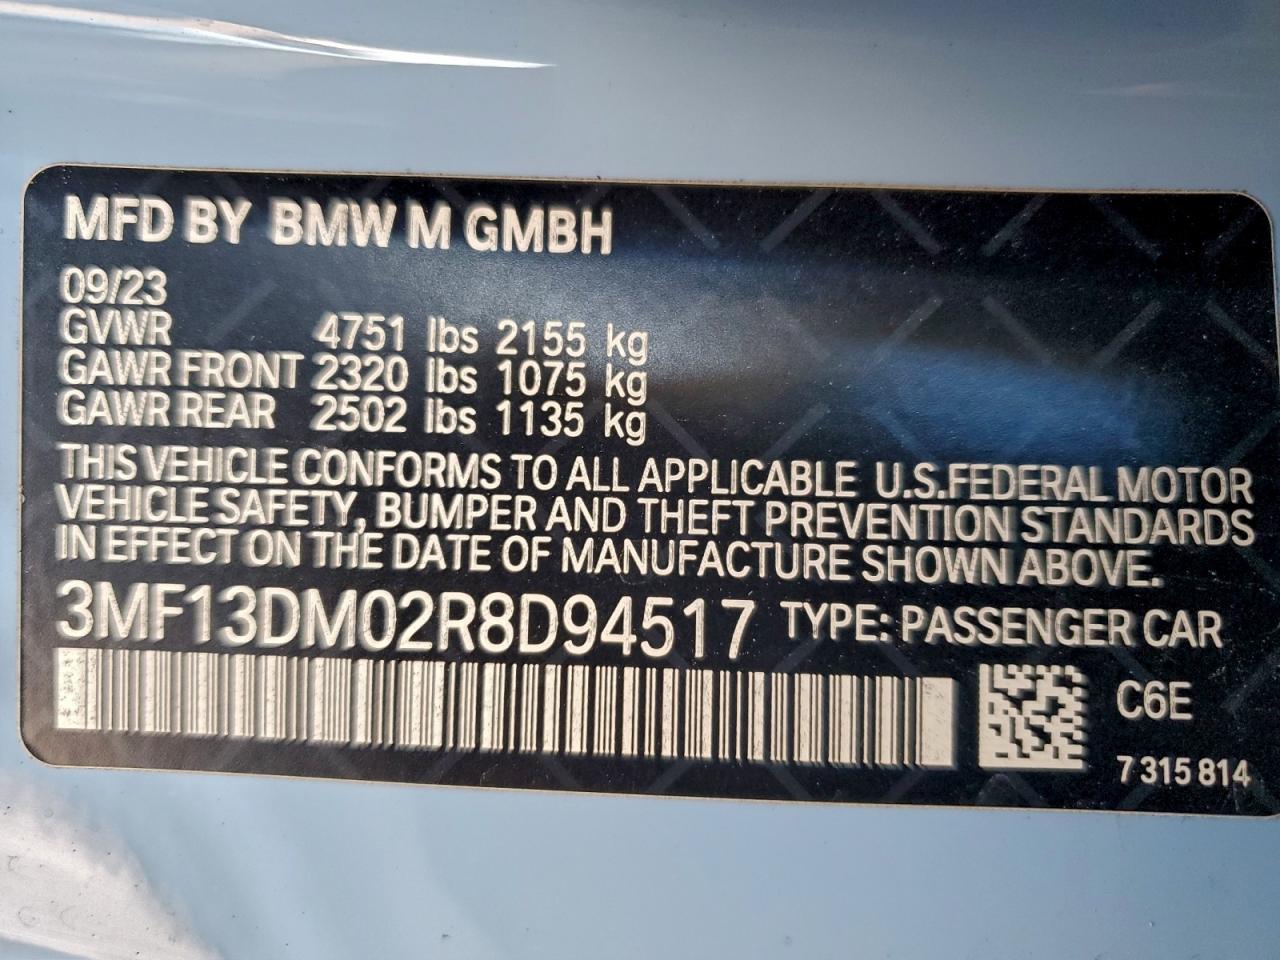 MFD BY BMW M GMBH
09/23
GVWR 4751 lbs 2155 kg
GAWR FRONT 2320 lbs 1075 kg
GAWR REAR 2502 lbs 1135 kg
THIS VEHICLE CONFORMS TO ALL APPLICABLE U.S.FEDERAL MOTOR
VEHICLE SAFETY, BUMPER AND THEFT PREVENTION STANDARDS
IN EFFECT ON THE DATE OF MANUFACTURE SHOWN ABOVE.
3MF13DM02R8D94517 TYPE: PASSENGER CAR
C6E
7 315 814